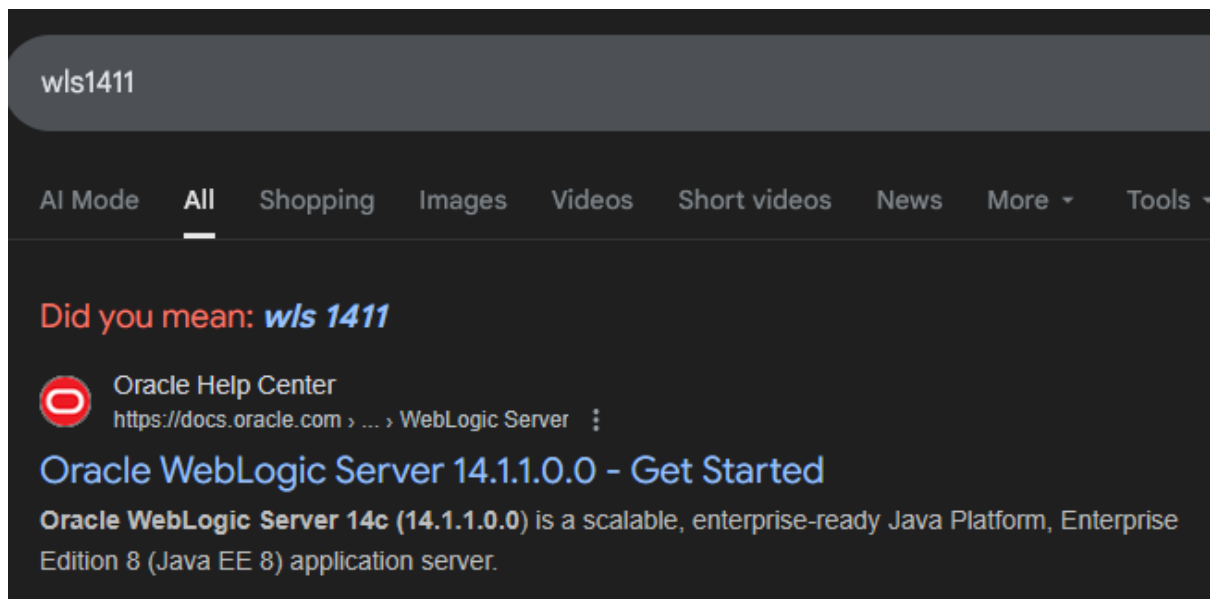 wls1411
AI Mode All Shopping Images Videos Short videos News More Tools
Did you mean: wls 1411
Oracle Help Center
https://docs.oracle.com › ... › WebLogic Server
Oracle WebLogic Server 14.1.1.0.0 - Get Started
Oracle WebLogic Server 14c (14.1.1.0.0) is a scalable, enterprise-ready Java Platform, Enterprise
Edition 8 (Java EE 8) application server.